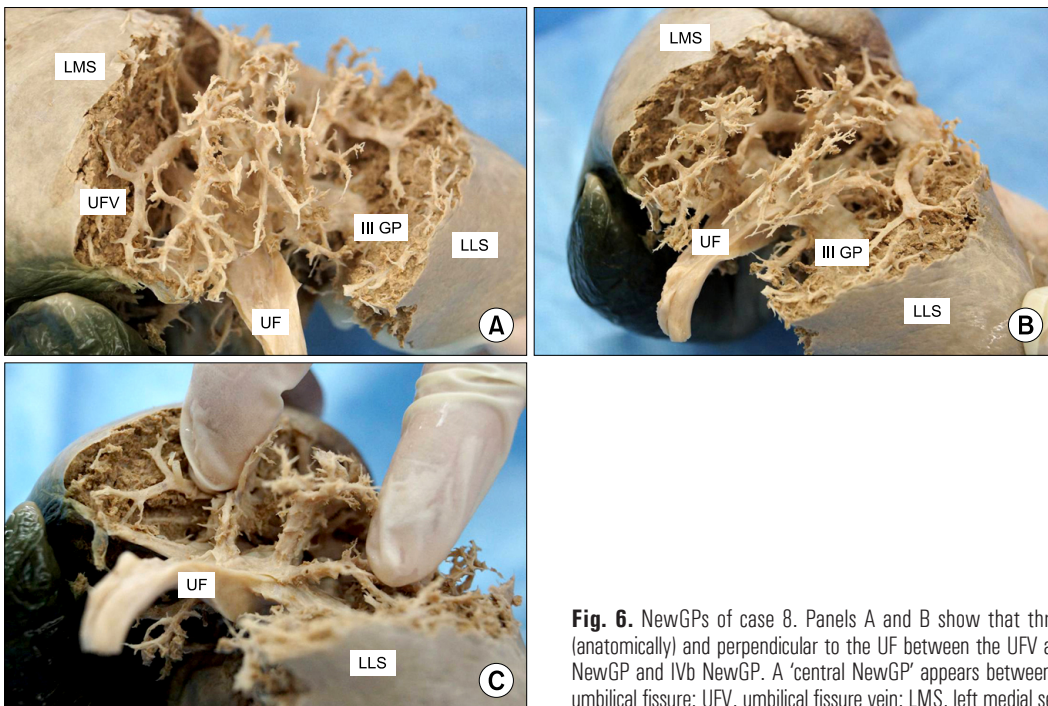 LMS
UFV
III GP
LLS
UF
A
LMS
UF
III GP
LLS
B
UF
LLS
C
Fig. 6. NewGPs of case 8. Panels A and B show that thr
(anatomically) and perpendicular to the UF between the UFV a
NewGP and IVb NewGP. A ‘central NewGP’ appears between
umbilical fissure; UFV, umbilical fissure vein; LMS, left medial se